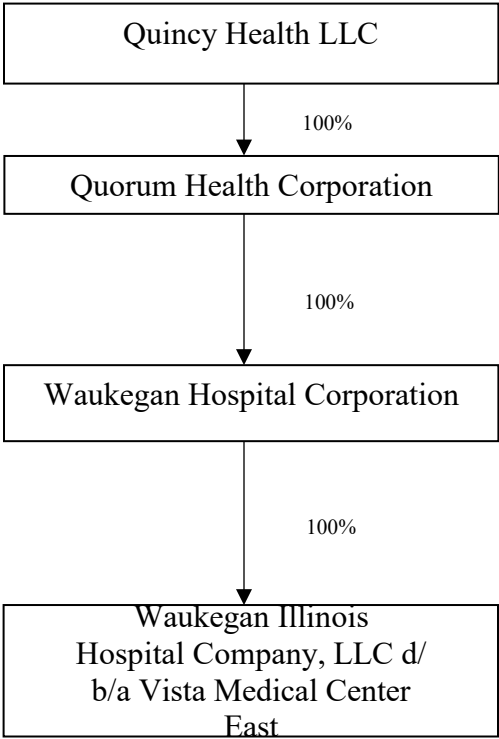 Quincy Health LLC
100%
Quorum Health Corporation
100%
Waukegan Hospital Corporation
100%
Waukegan Illinois
Hospital Company, LLC d/
b/a Vista Medical Center
East